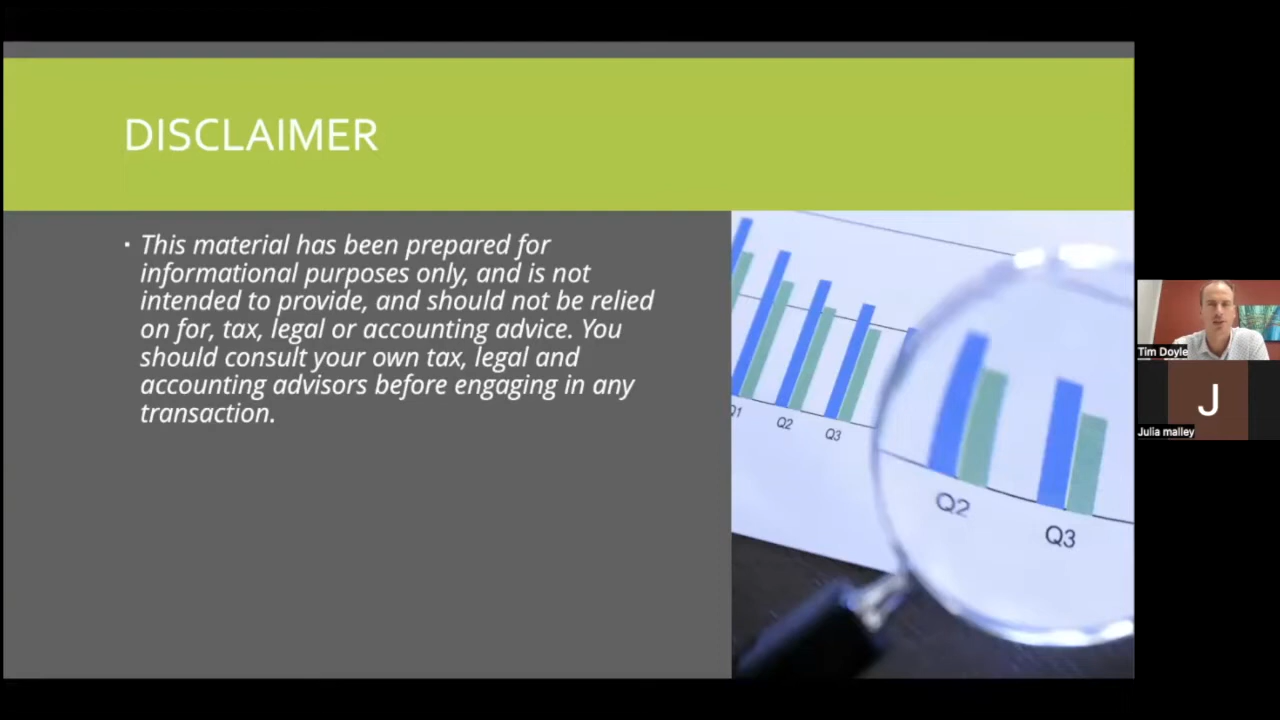 DISCLAIMER
▪ This material has been prepared for
informational purposes only, and is not
intended to provide, and should not be relied
on for, tax, legal or accounting advice. You
should consult your own tax, legal and
accounting advisors before engaging in any
transaction.
Q1
Q2
Q3
Q2
Q3
Tim Doyle
J
Julia malley